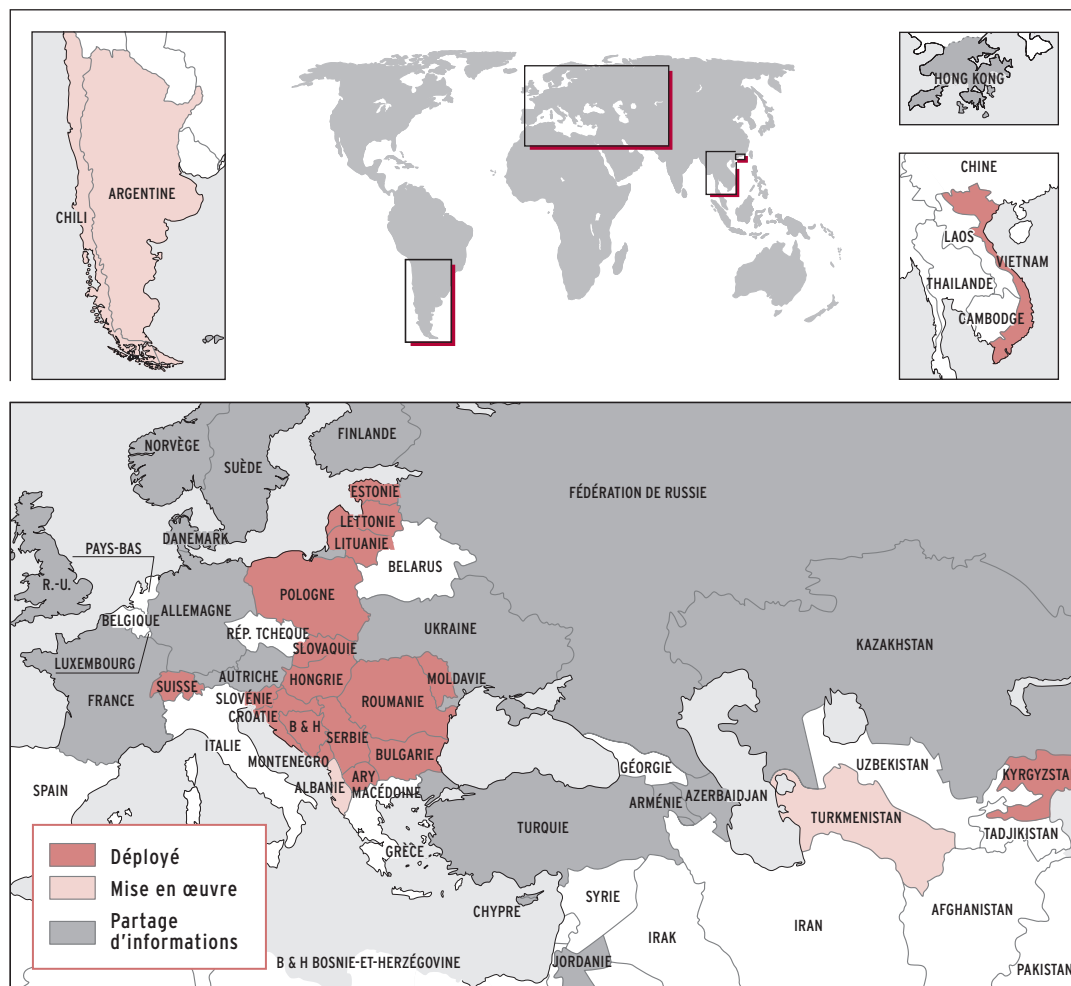 ARGENTINE
CHILI
HONG KONG
CHINE
LAOS
VIETNAM
THAILANDE
CAMBODGE
NORVÈGE
SUÈDE
FINLANDE
FÉDÉRATION DE RUSSIE
ESTONIE
LETTONIE
LITUANIE
DANEMARK
PAYS-BAS
R.-U.
BELARUS
POLOGNE
ALLEMAGNE
BELGIQUE
RÉP. TCHÈQUE
UKRAINE
SLOVAQUIE
KAZAKHSTAN
LUXEMBOURG
AUTRICHE
HONGRIE
MOLDAVIE
SUISSE
FRANCE
SLOVÉNIE
ROUMANIE
CROATIE
B & H
SERBIE
ITALIE
BULGARIE
MONTENEGRO
GÉORGIE
UZBEKISTAN
ARY
MACÉDOINE
ALBANIE
KYRGYZSTA
SPAIN
ARMÉNIE
AZERBAIDJAN
TURKMENISTAN
TURQUIE
TADJIKISTAN
GRÈCE
Déployé
Mise en œuvre
Partage
d'informations
CHYPRE
SYRIE
IRAK
IRAN
AFGHANISTAN
JORDANIE
B & H BOSNIE-ET-HERZÉGOVINE
PAKISTAN